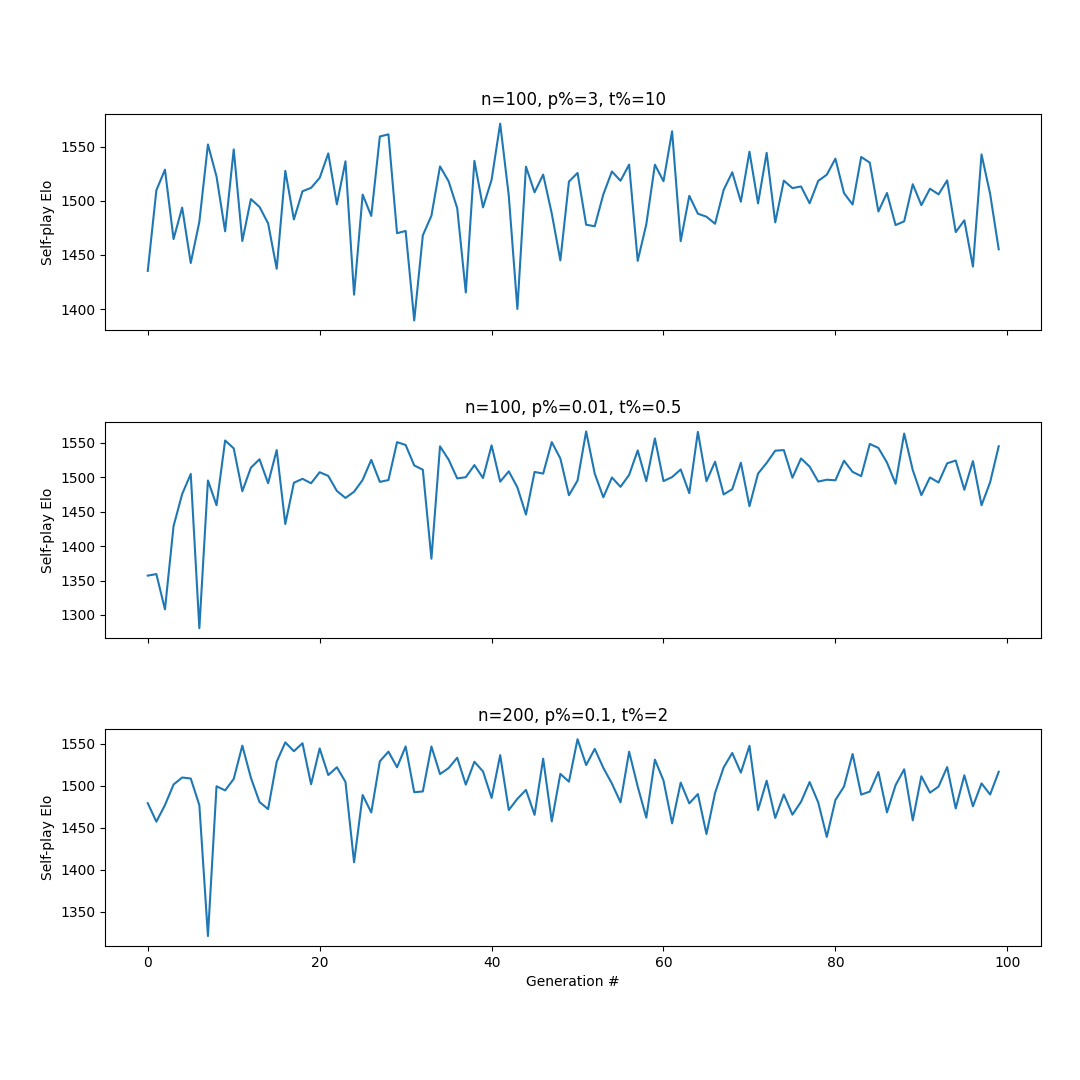 n=100, p%=3, t%=10
1550
1500
1450
1400
Self-play Elo
n=100, p%=0.01, t%=0.5
1550
1500
1450
1400
1350
1300
Self-play Elo
n=200, p%=0.1, t%=2
1550
1500
1450
1400
1350
Self-play Elo
0 20 40 60 80 100
Generation #